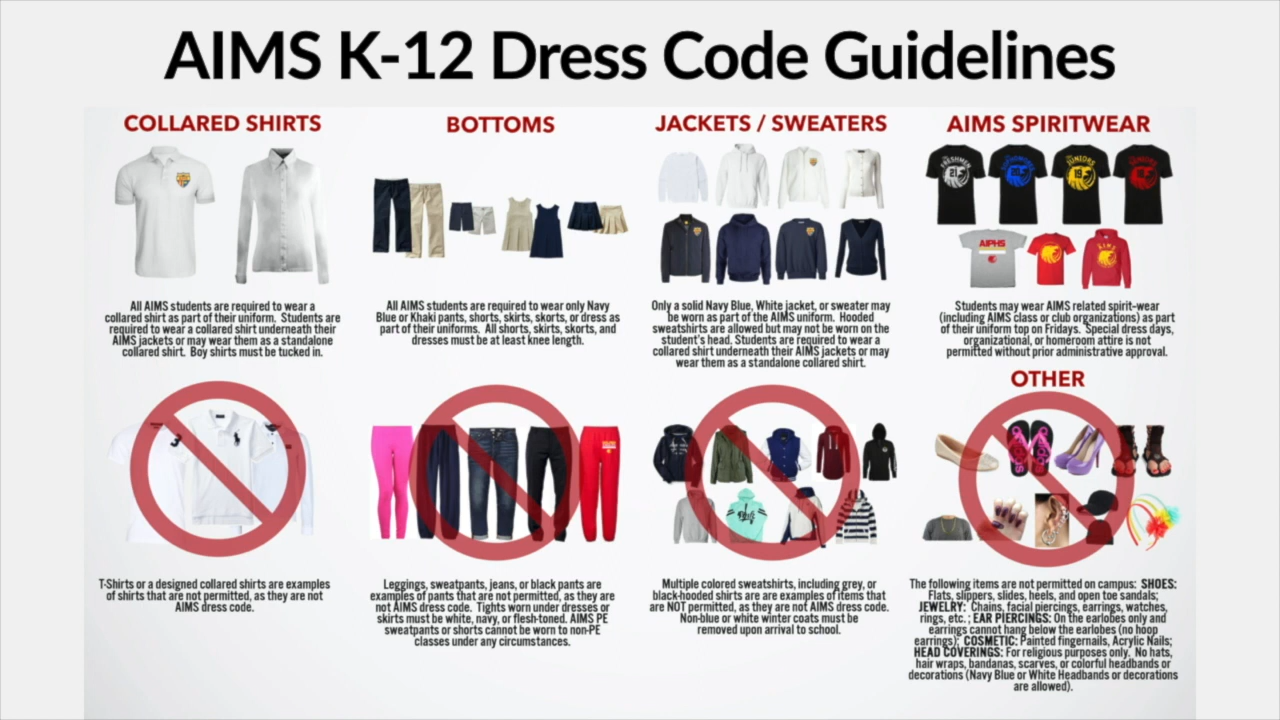 AIMS K-12 Dress Code Guidelines
COLLARED SHIRTS
All AIMS students are required to wear a
collared shirt as part of their uniform. Students are
required to wear a collared shirt underneath their
AIMS jackets or may wear them as a standalone
collared shirt. Boy shirts must be tucked in.
BOTTOMS
All AIMS students are required to wear only Navy
Blue or Khaki pants, shorts, skirts, skorts, or dress as
part of their uniforms. All shorts, skirts, skorts, and
dresses must be at least knee length.
JACKETS / SWEATERS
Only a solid Navy Blue, White jacket, or sweater may
be worn as part of the AIMS uniform. Hooded
sweatshirts are allowed but may not be worn on the
student's head. Students are required to wear a
collared shirt underneath their AIMS jackets or may
wear them as a standalone collared shirt.
AIMS SPIRITWEAR
FRESHMEN
JUNIORS
AIPHS
AIMS
Students may wear AIMS related spirit-wear
(including AIMS class or club organizations) as part
of their uniform top on Fridays. Special dress days,
organizational, or homeroom attire is not
permitted without prior administrative approval.
T-Shirts or a designed collared shirts are examples
of shirts that are not permitted, as they are not
AIMS dress code.
Leggings, sweatpants, jeans, or black pants are
examples of pants that are not permitted, as they are
not AIMS dress code. Tights worn under dresses or
skirts must be white, navy, or flesh-toned. AIMS PE
sweatpants or shorts cannot be worn to non-PE
classes under any circumstances.
Multiple colored sweatshirts, including grey, or
black-hooded shirts are are examples of items that
are NOT permitted, as they are not AIMS dress code.
Non-blue or white winter coats must be
removed upon arrival to school.
OTHER
The following items are not permitted on campus: SHOES:
Flats, slippers, slides, heels, and open toe sandals;
JEWELRY: Chains, facial piercings, earrings, watches,
rings, etc. ; EAR PIERCINGS: On the earlobes only and
earrings cannot hang below the earlobes (no hoop
earrings); COSMETIC: Painted fingernails, Acrylic Nails;
HEAD COVERINGS: For religious purposes only. No hats,
hair wraps, bandanas, scarves, or colorful headbands or
decorations (Navy Blue or White Headbands or decorations
are allowed).